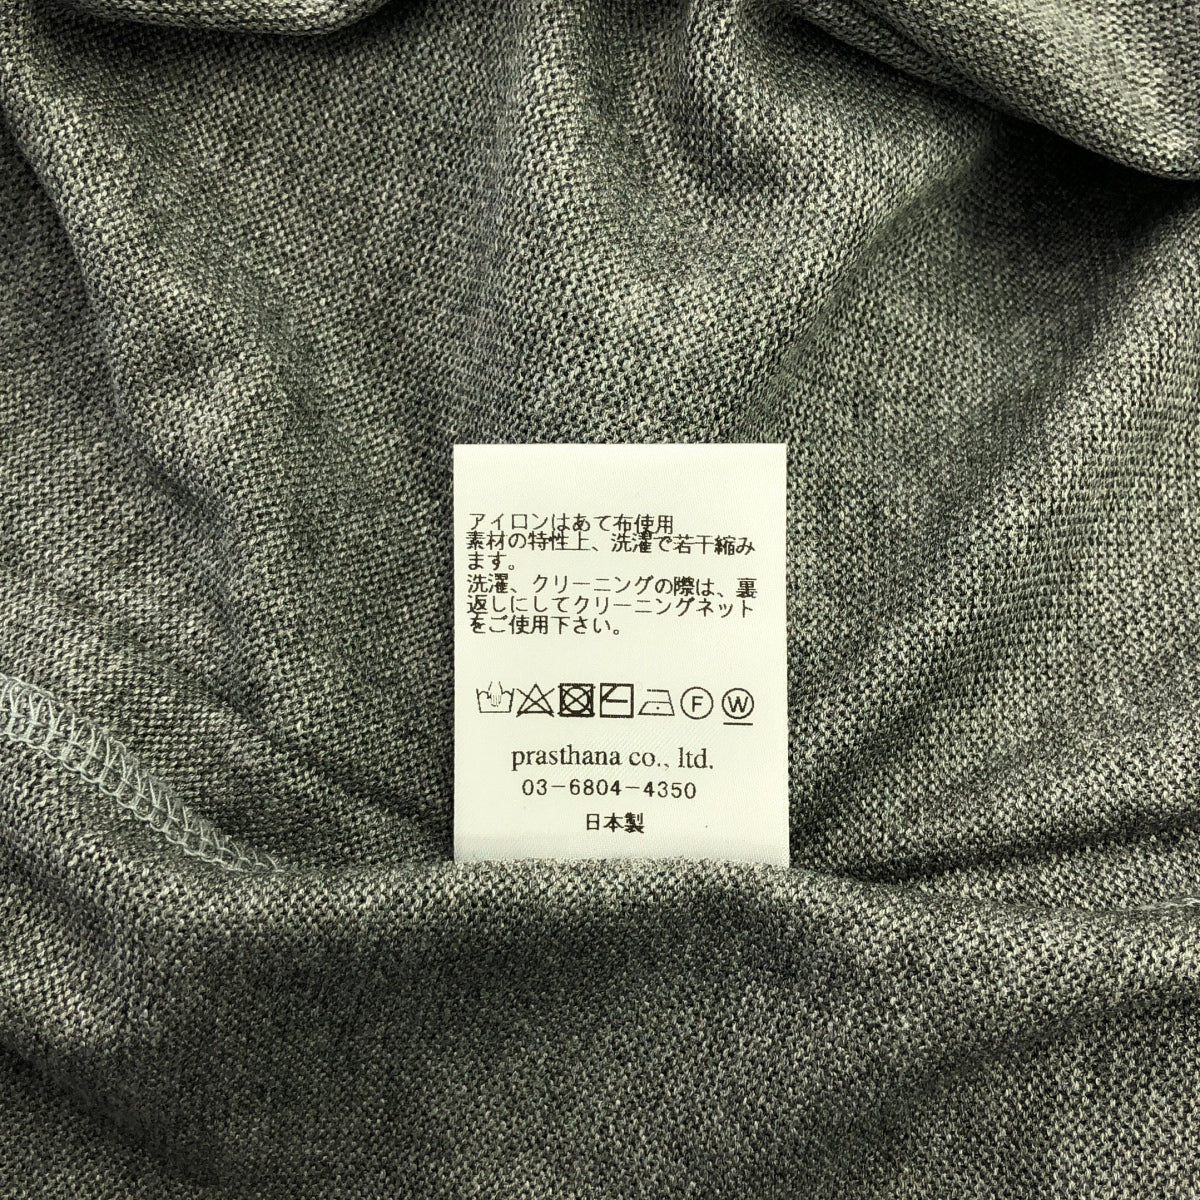 アイロンはあて布使用
素材の特性上、洗濯で若干縮み
ます。
洗濯、クリーニングの際は、裏
返しにしてクリーニングネット
をご使用下さい。
F W
prasthana co., ltd.
03-6804-4350
日本製